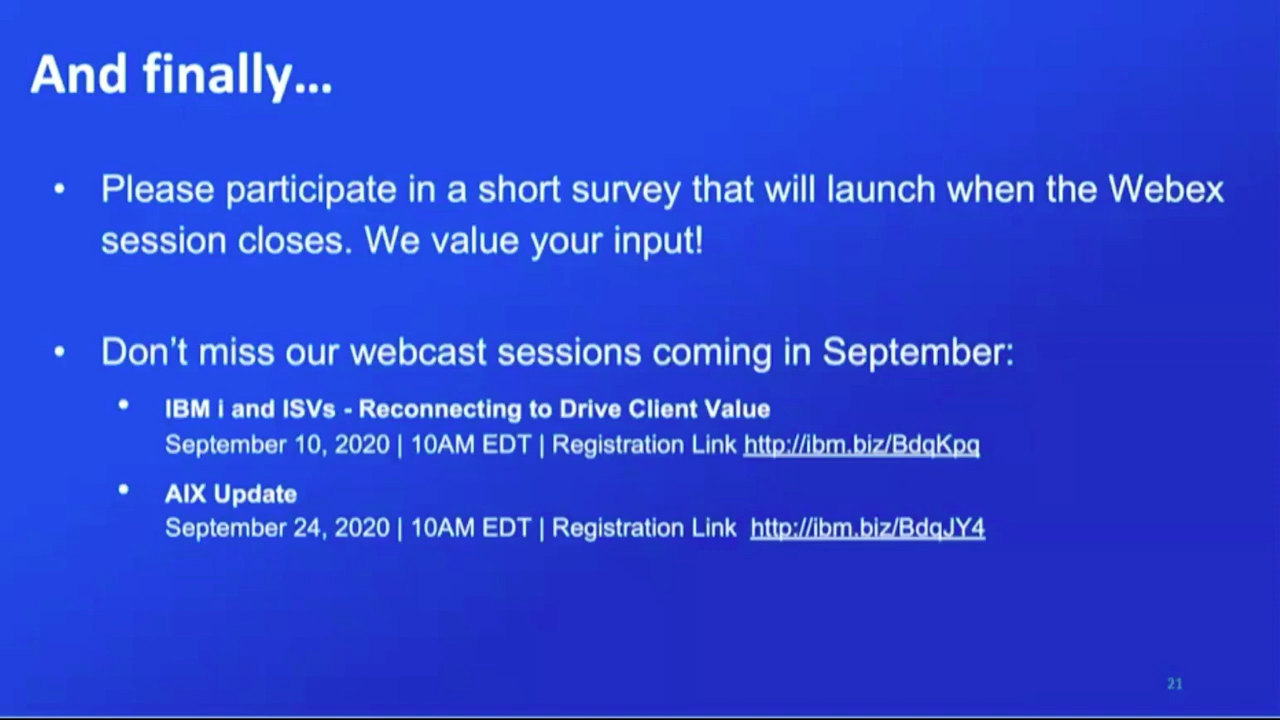 And finally...
• Please participate in a short survey that will launch when the Webex
session closes. We value your input!
• Don't miss our webcast sessions coming in September:
• IBM i and ISVs - Reconnecting to Drive Client Value
September 10, 2020 | 10AM EDT | Registration Link http://ibm.biz/BdqKpq
• AIX Update
September 24, 2020 | 10AM EDT | Registration Link http://ibm.biz/BdqJY4
21